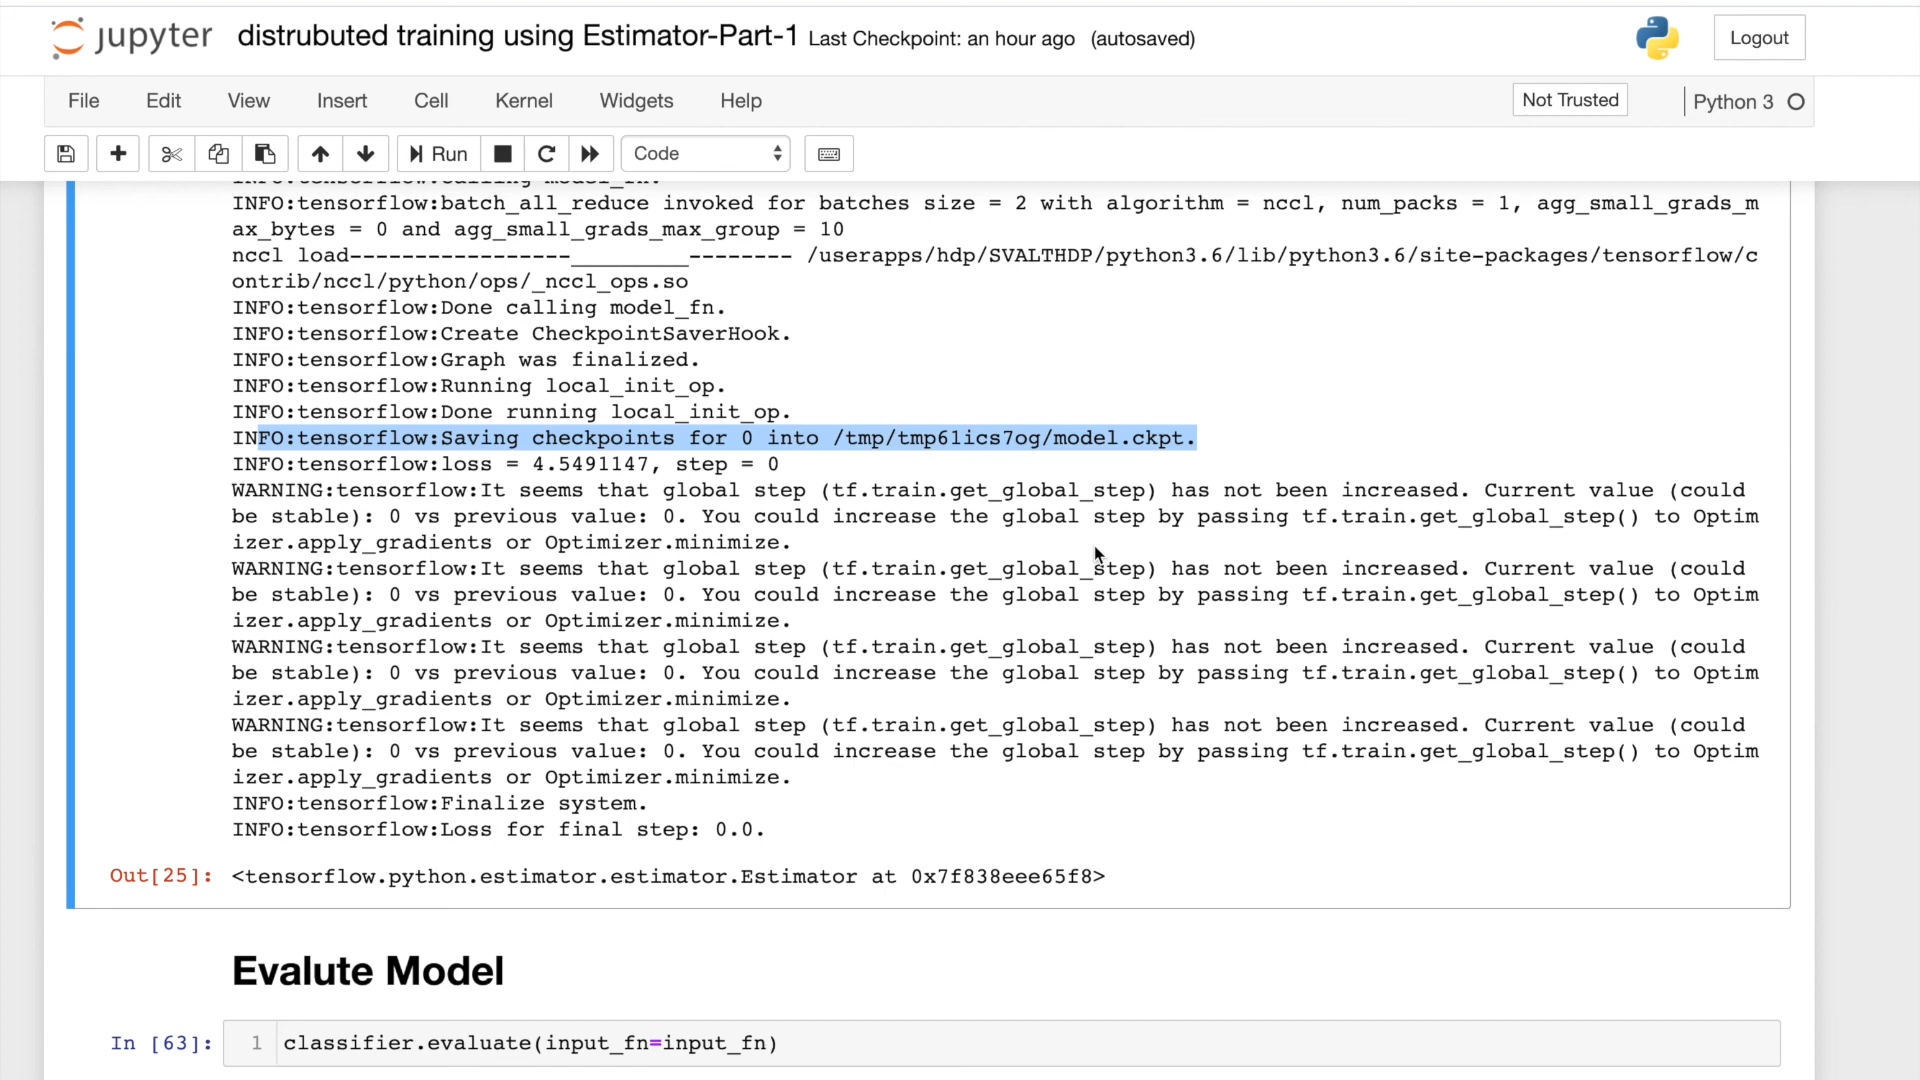 jupyter distrubuted training using Estimator-Part-1 Last Checkpoint: an hour ago (autosaved) Logout
File Edit View Insert Cell Kernel Widgets Help Not Trusted Python 3
Run Code
INFO:tensorflow:Calling model_fn.
INFO:tensorflow:batch_all_reduce invoked for batches size = 2 with algorithm = nccl, num_packs = 1, agg_small_grads_m
ax_bytes = 0 and agg_small_grads_max_group = 10
nccl load-----------------_________-------- /userapps/hdp/SVALTHDP/python3.6/lib/python3.6/site-packages/tensorflow/c
ontrib/nccl/python/ops/_nccl_ops.so
INFO:tensorflow:Done calling model_fn.
INFO:tensorflow:Create CheckpointSaverHook.
INFO:tensorflow:Graph was finalized.
INFO:tensorflow:Running local_init_op.
INFO:tensorflow:Done running local_init_op.
INFO:tensorflow:Saving checkpoints for 0 into /tmp/tmp61ics7og/model.ckpt.
INFO:tensorflow:loss = 4.5491147, step = 0
WARNING:tensorflow:It seems that global step (tf.train.get_global_step) has not been increased. Current value (could
be stable): 0 vs previous value: 0. You could increase the global step by passing tf.train.get_global_step() to Optim
izer.apply_gradients or Optimizer.minimize.
WARNING:tensorflow:It seems that global step (tf.train.get_global_step) has not been increased. Current value (could
be stable): 0 vs previous value: 0. You could increase the global step by passing tf.train.get_global_step() to Optim
izer.apply_gradients or Optimizer.minimize.
WARNING:tensorflow:It seems that global step (tf.train.get_global_step) has not been increased. Current value (could
be stable): 0 vs previous value: 0. You could increase the global step by passing tf.train.get_global_step() to Optim
izer.apply_gradients or Optimizer.minimize.
WARNING:tensorflow:It seems that global step (tf.train.get_global_step) has not been increased. Current value (could
be stable): 0 vs previous value: 0. You could increase the global step by passing tf.train.get_global_step() to Optim
izer.apply_gradients or Optimizer.minimize.
INFO:tensorflow:Finalize system.
INFO:tensorflow:Loss for final step: 0.0.
Out[25]: <tensorflow.python.estimator.estimator.Estimator at 0x7f838eee65f8>
Evalute Model
In [63]: 1 classifier.evaluate(input_fn=input_fn)